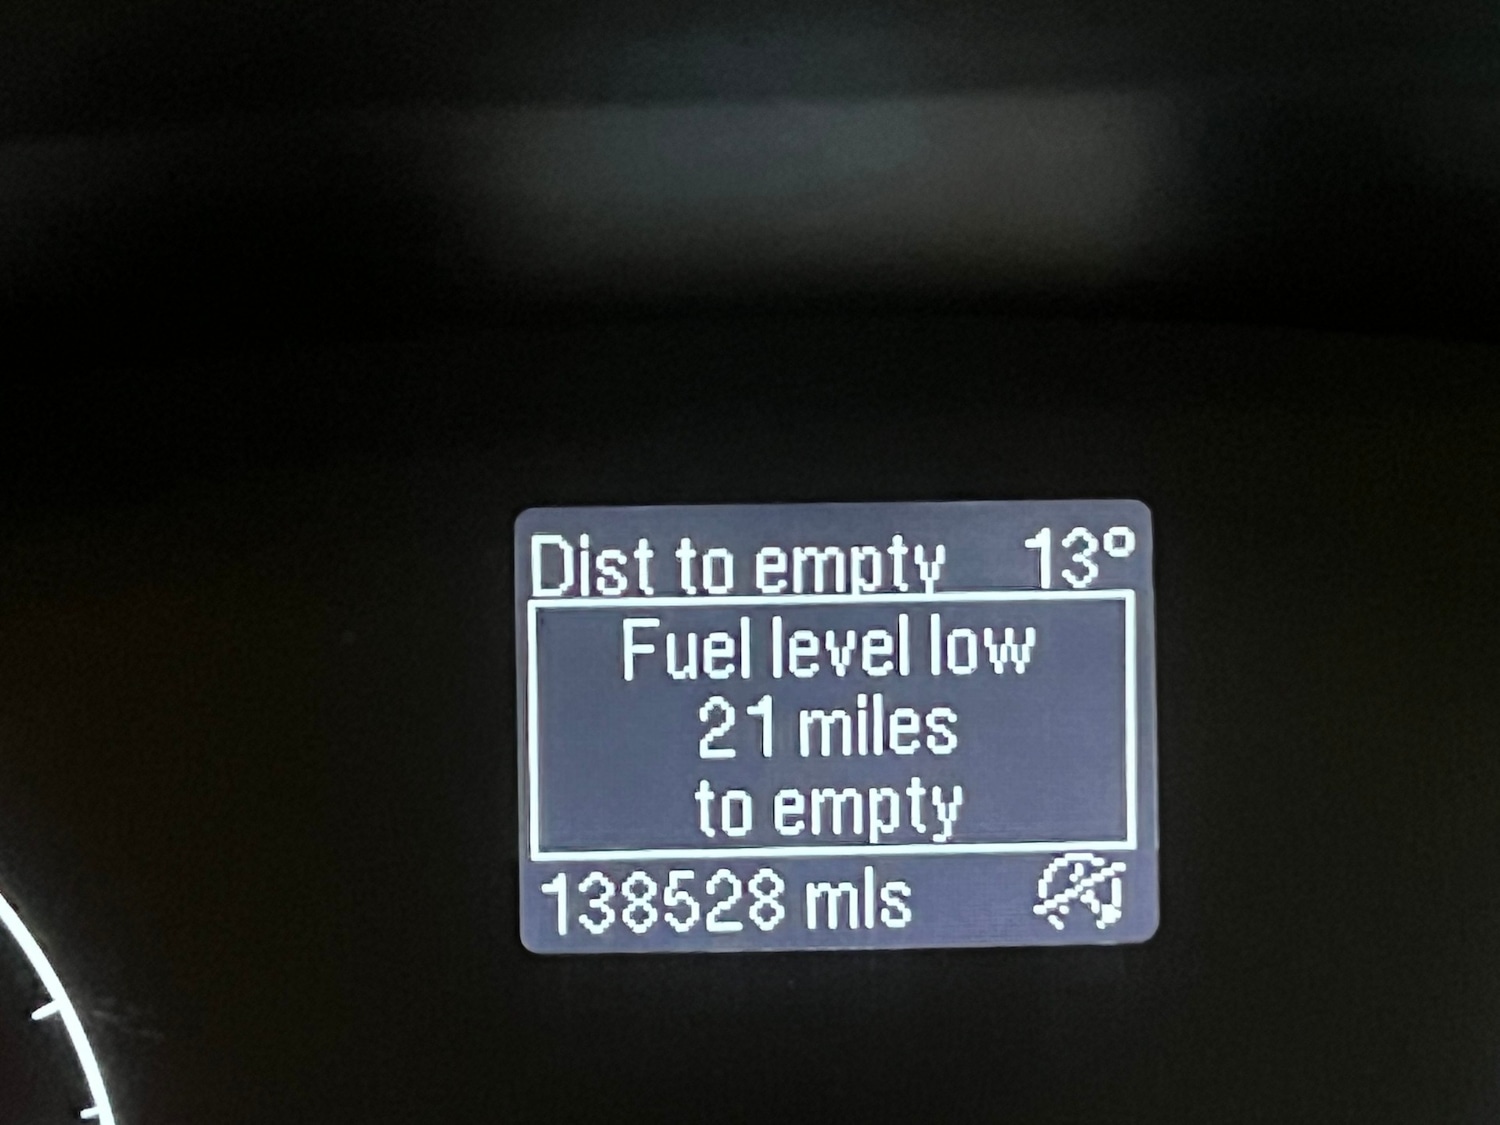 Dist to empty 13°
Fuel level low
21 miles
to empty
138528 mls